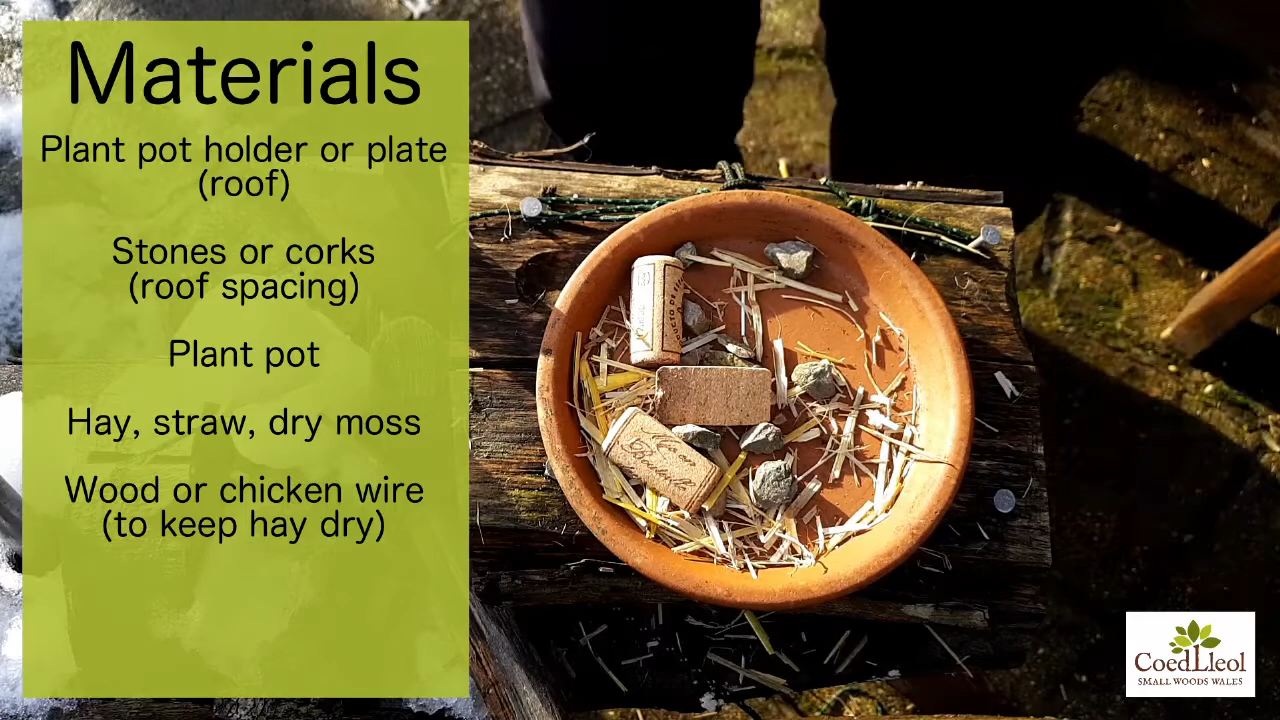 Materials
Plant pot holder or plate
(roof)
Stones or corks
(roof spacing)
Plant pot
Hay, straw, dry moss
Wood or chicken wire
(to keep hay dry)
CoedLleol
SMALL WOODS WALES